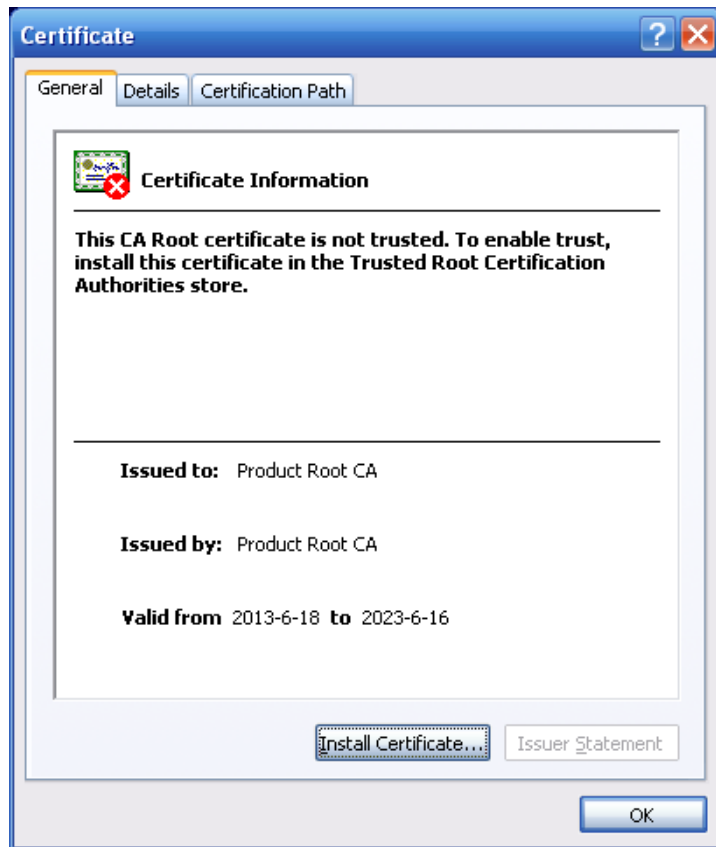 Certificate
General Details Certification Path
Certificate Information
This CA Root certificate is not trusted. To enable trust,
install this certificate in the Trusted Root Certification
Authorities store.
Issued to: Product Root CA
Issued by: Product Root CA
Valid from 2013-6-18 to 2023-6-16
Install Certificate... Issuer Statement
OK